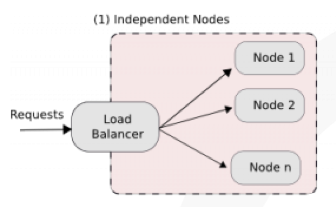 (1) Independent Nodes
Node 1
Requests
Load
Balancer
Node 2
Node n